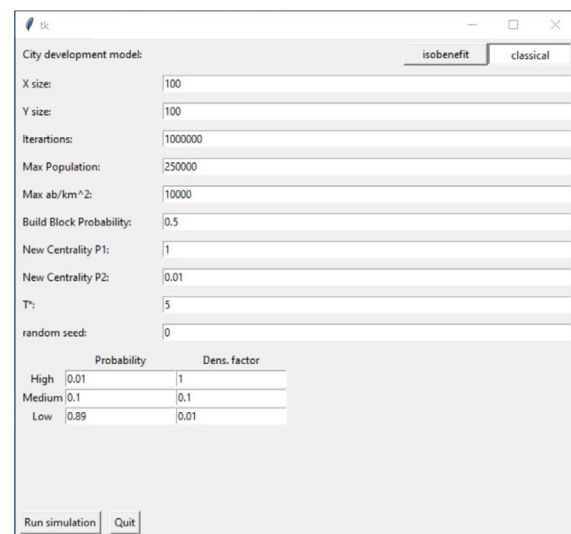 tk
City development model: isobenefit classical
X size: 100
Y size: 100
Iterartions: 1000000
Max Population: 250000
Max ab/km^2: 10000
Build Block Probability: 0.5
New Centrality P1: 1
New Centrality P2: 0.01
T*: 5
random seed: 0
Probability Dens. factor
High 0.01 1
Medium 0.1 0.1
Low 0.89 0.01
Run simulation Quit